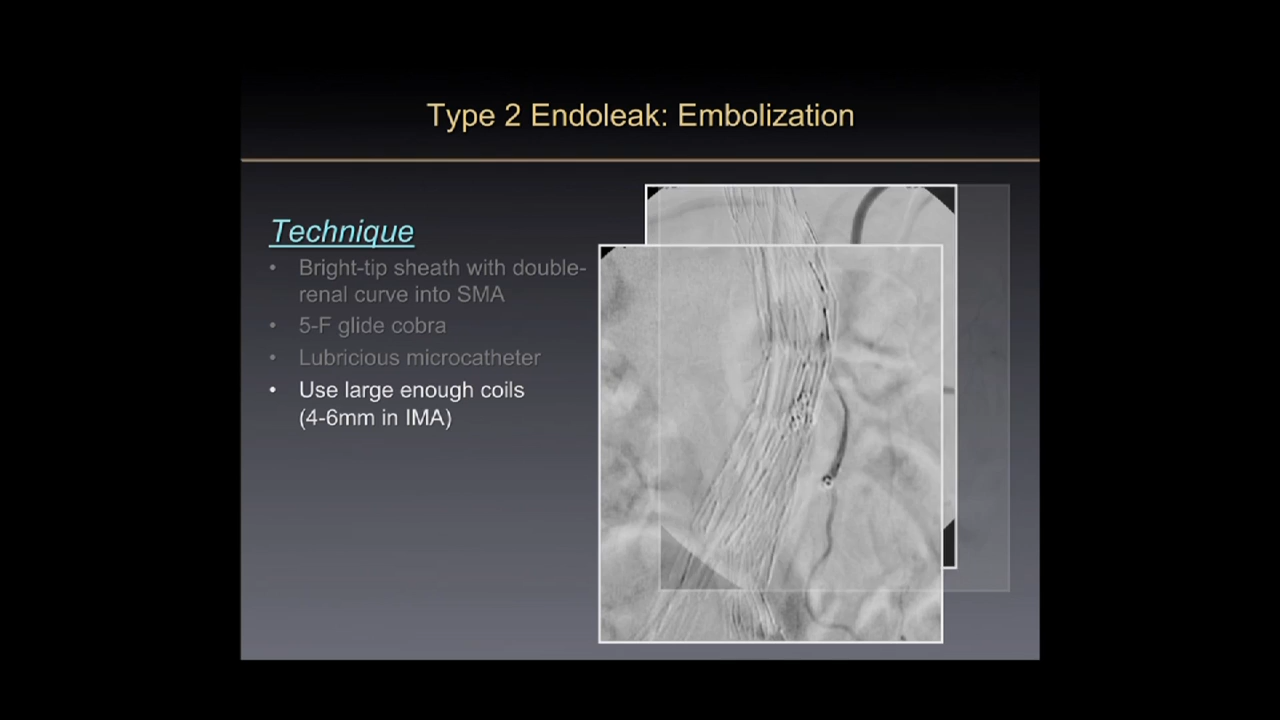 Type 2 Endoleak: Embolization
Technique
• Bright-tip sheath with double-
renal curve into SMA
• 5-F glide cobra
• Lubricious microcatheter
• Use large enough coils
(4-6mm in IMA)